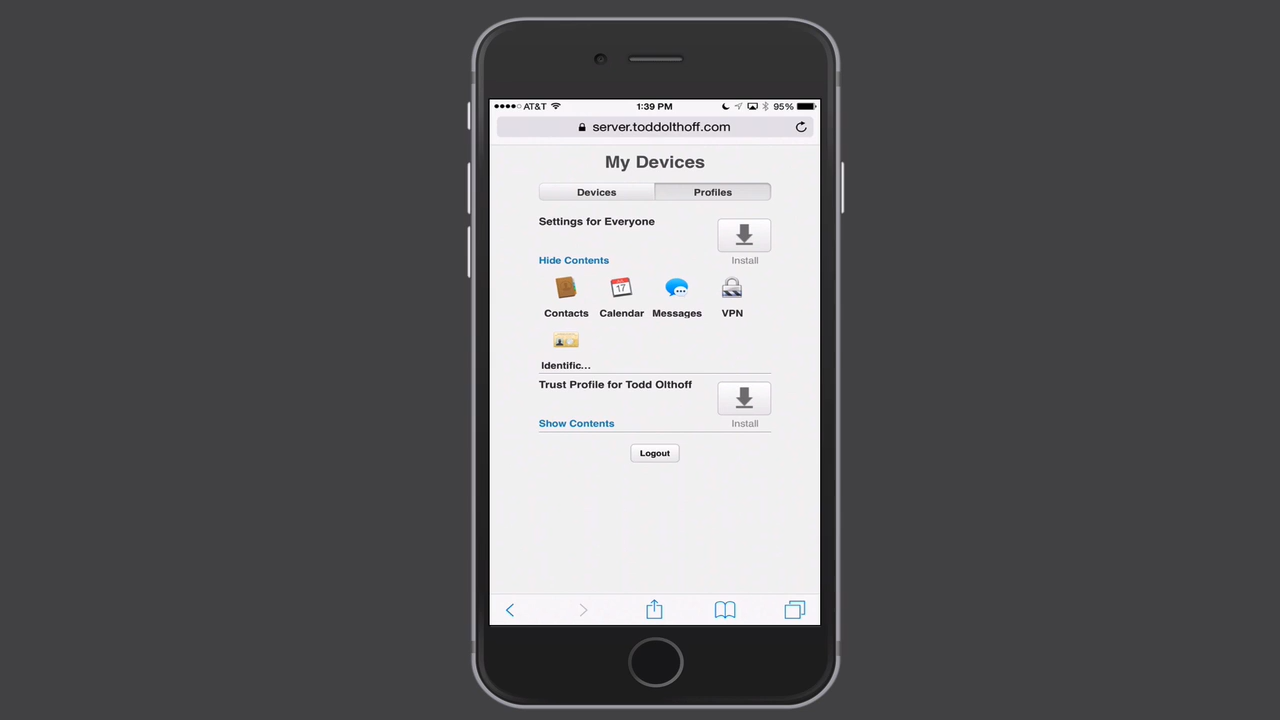 AT&T 1:39 PM 95%
server.toddolthoff.com
My Devices
Devices Profiles
Settings for Everyone
Hide Contents Install
17
Contacts Calendar Messages VPN
Identific...
Trust Profile for Todd Olthoff
Show Contents Install
Logout